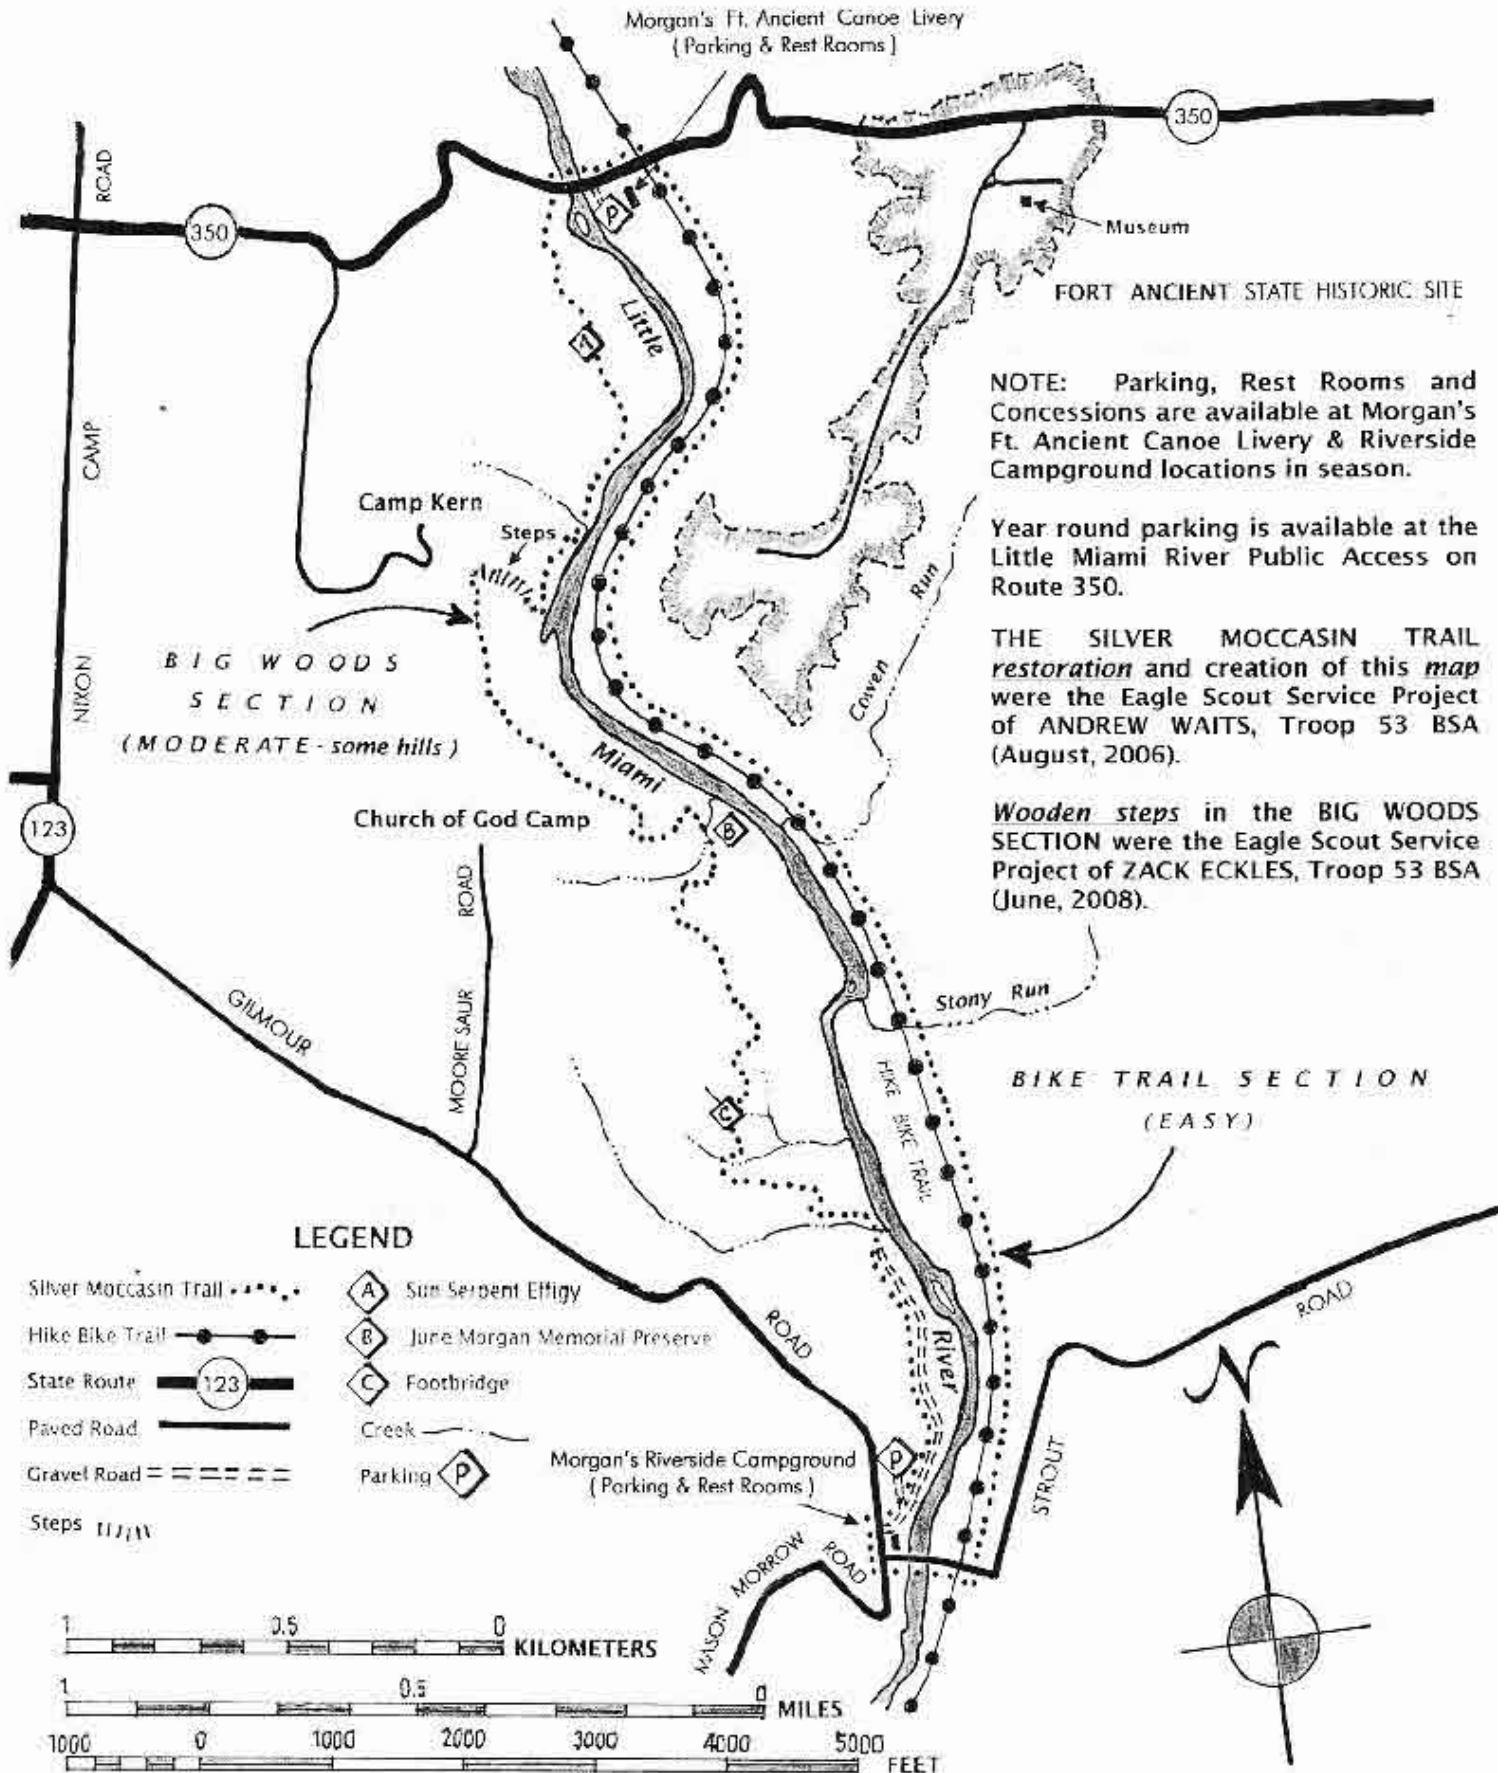 Morgan's Ft. Ancient Canoe Livery
( Parking & Rest Rooms )
350
ROAD
350
P
Museum
FORT ANCIENT STATE HISTORIC SITE
Little
NOTE: Parking, Rest Rooms and
Concessions are available at Morgan's
Ft. Ancient Canoe Livery & Riverside
Campground locations in season.
CAMP
Camp Kern
Steps
Year round parking is available at the
Little Miami River Public Access on
Route 350.
Run
Cowen
BIG WOODS
SECTION
(MODERATE - some hills)
NIXON
THE SILVER MOCCASIN TRAIL
restoration and creation of this map
were the Eagle Scout Service Project
of ANDREW WAITS, Troop 53 BSA
(August, 2006).
Miami
Church of God Camp
B
123
Wooden steps in the BIG WOODS
SECTION were the Eagle Scout Service
Project of ZACK ECKLES, Troop 53 BSA
(June, 2008).
ROAD
MOORE SAUR
GILMOUR
Stony Run
HIKE BIKE TRAIL
BIKE TRAIL SECTION
(EASY)
C
LEGEND
Silver Moccasin Trail
A Sun Serpent Effigy
Hike Bike Trail
B June Morgan Memorial Preserve
State Route 123
C Footbridge
Paved Road
Creek
Gravel Road
Parking P
Steps
ROAD
River
ROAD
N
Morgan's Riverside Campground
( Parking & Rest Rooms )
P
STROUT
MASON MORROW ROAD
1 0.5 0 KILOMETERS
1 0.5 0 MILES
1000 0 1000 2000 3000 4000 5000 FEET